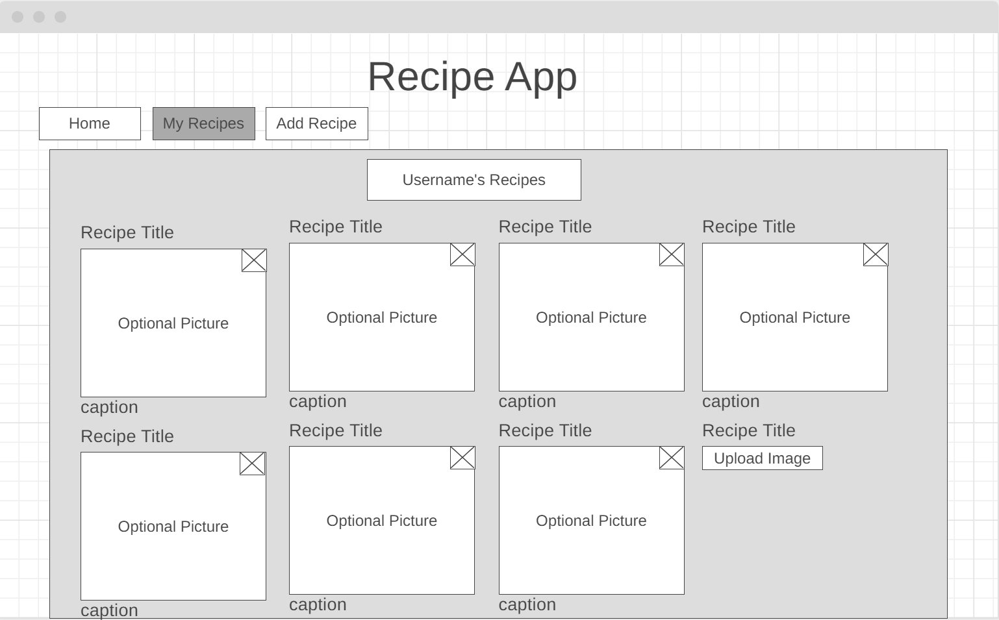 Recipe App
Home
My Recipes
Add Recipe
Username's Recipes
Recipe Title
Recipe Title
Recipe Title
Recipe Title
Optional Picture
Optional Picture
Optional Picture
Optional Picture
caption
caption
caption
caption
Recipe Title
Recipe Title
Recipe Title
Recipe Title
Upload Image
Optional Picture
Optional Picture
Optional Picture
caption
caption
caption